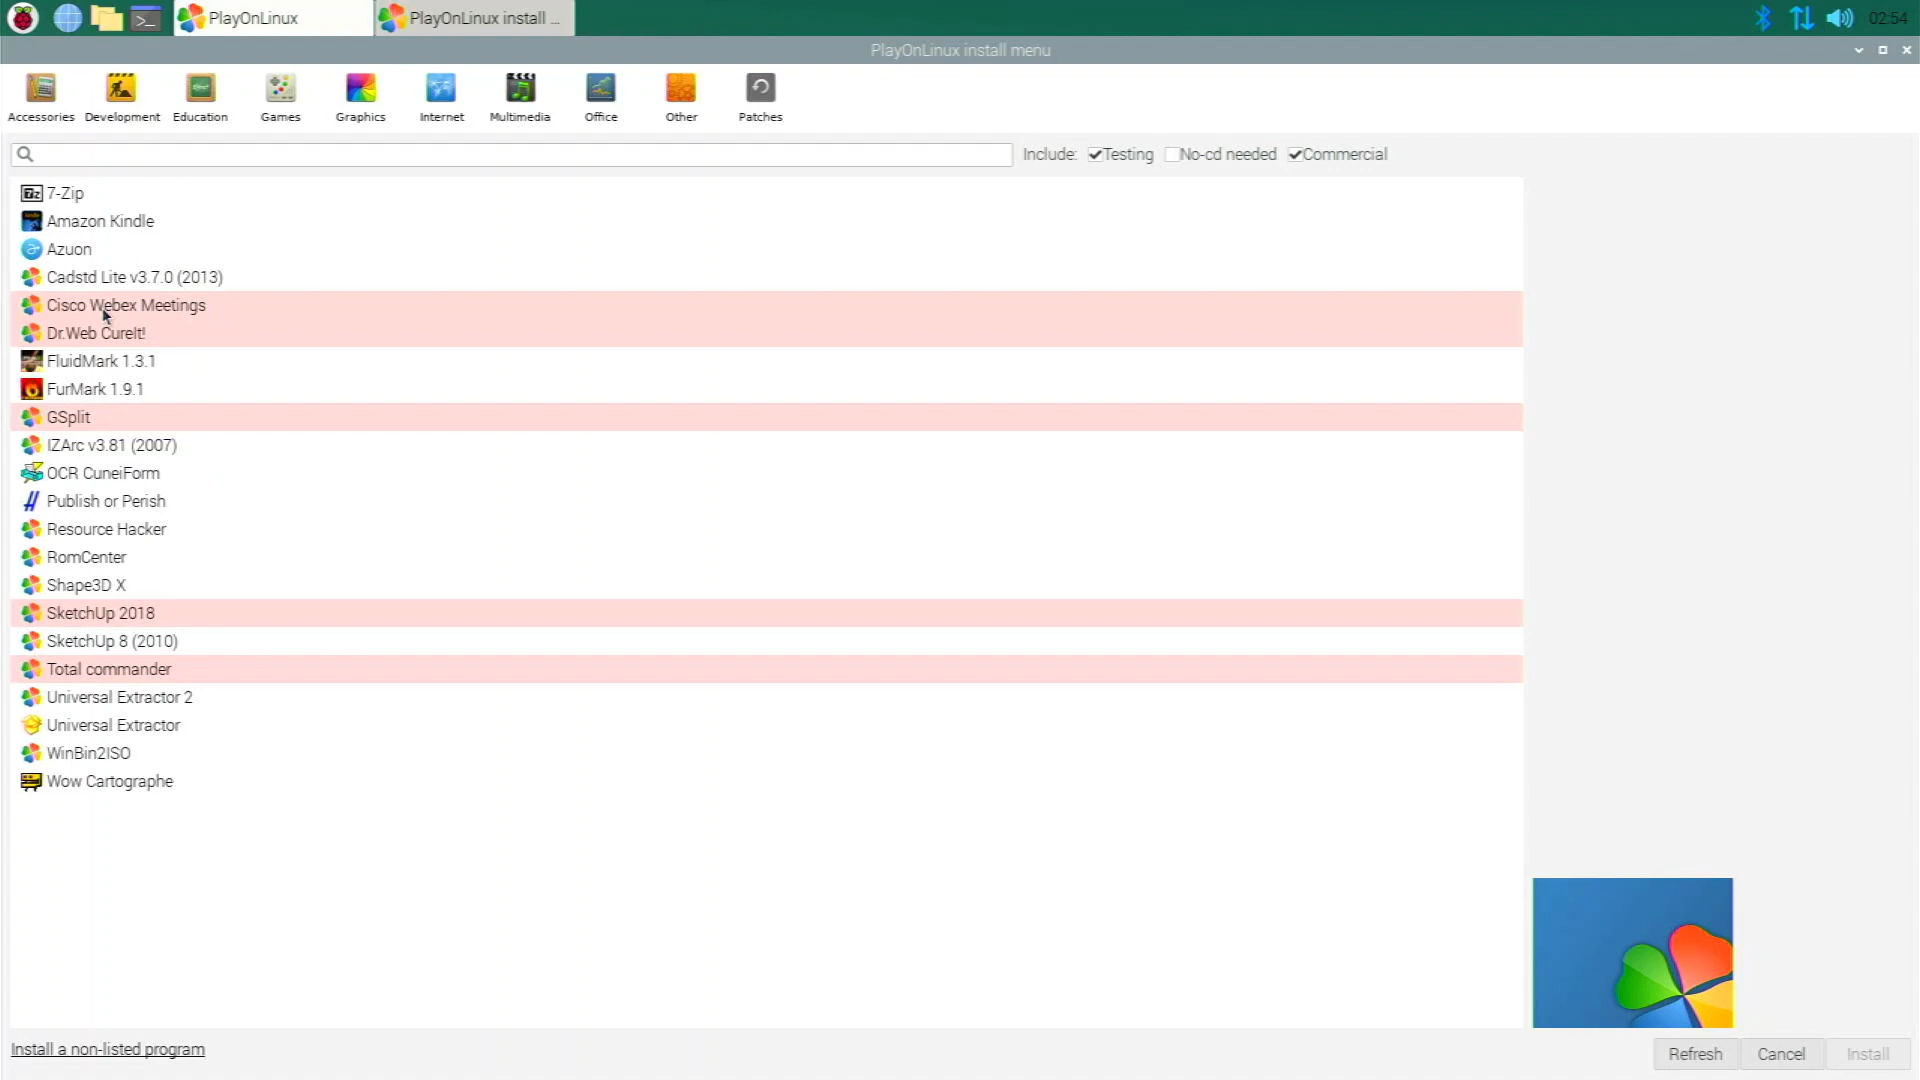 PlayOnLinux
PlayOnLinux install ...
02:54
PlayOnLinux install menu
Accessories
Development
Education
Games
Graphics
Internet
Multimedia
Office
Other
Patches
Include:
Testing
No-cd needed
Commercial
7-Zip
Amazon Kindle
Azuon
Cadstd Lite v3.7.0 (2013)
Cisco Webex Meetings
Dr.Web CureIt!
FluidMark 1.3.1
FurMark 1.9.1
GSplit
IZArc v3.81 (2007)
OCR CuneiForm
Publish or Perish
Resource Hacker
RomCenter
Shape3D X
SketchUp 2018
SketchUp 8 (2010)
Total commander
Universal Extractor 2
Universal Extractor
WinBin2ISO
Wow Cartographe
Install a non-listed program
Refresh
Cancel
Install